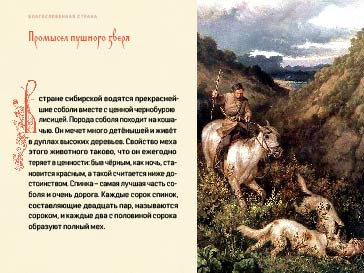 БЛАГОСЛОВЕННАЯ СТРАНА
Промысел пушного зверя
В стране сибирской водятся прекрасней-
шие соболи вместе с ценной чернобурою
лисицей. Порода соболя походит на коша-
чью. Он мечет много детёнышей и живёт
в дуплах высоких деревьев. Свойство меха
этого животного таково, что он ежегодно
теряет в ценности: быв чёрным, как ночь, ста-
новится красным, а такой считается ниже до-
стоинством. Спинка – самая лучшая часть со-
боля и очень дорога. Каждые сорок спинок,
составляющие двадцать пар, называются
сороком, и каждые два с половиной сорока
образуют полный мех.